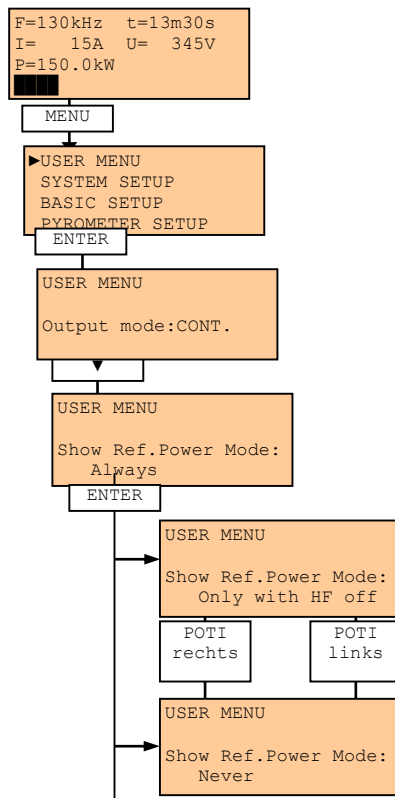 F=130kHz t=13m30s
I= 15A U= 345V
P=150.0kW
MENU
►USER MENU
SYSTEM SETUP
BASIC SETUP
PYROMETER SETUP
ENTER
USER MENU
Output mode:CONT.
▼
USER MENU
Show Ref.Power Mode:
Always
ENTER
USER MENU
Show Ref.Power Mode:
Only with HF off
POTI
rechts
POTI
links
USER MENU
Show Ref.Power Mode:
Never